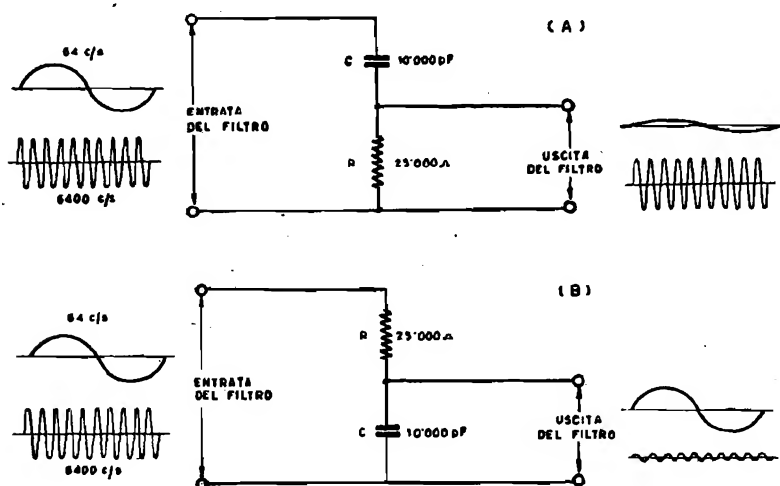 (A)
64 c/s
C 10'000 pF
ENTRATA
DEL FILTRO
R 25'000 Ω
USCITA
DEL FILTRO
6400 c/s
(B)
64 c/s
R 25'000 Ω
ENTRATA
DEL FILTRO
C 10'000 pF
USCITA
DEL FILTRO
6400 c/s